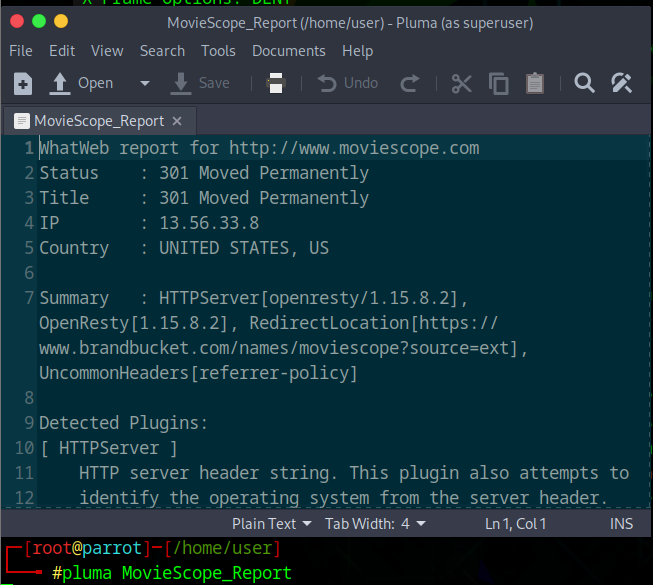 X-Frame-Options: DENY
MovieScope_Report (/home/user) - Pluma (as superuser)
File Edit View Search Tools Documents Help
Open Save Undo
MovieScope_Report ×
1 WhatWeb report for http://www.moviescope.com
2 Status : 301 Moved Permanently
3 Title : 301 Moved Permanently
4 IP : 13.56.33.8
5 Country : UNITED STATES, US
6
7 Summary : HTTPServer[openresty/1.15.8.2],
OpenResty[1.15.8.2], RedirectLocation[https://
www.brandbucket.com/names/moviescope?source=ext],
UncommonHeaders[referrer-policy]
8
9 Detected Plugins:
10 [ HTTPServer ]
11 HTTP server header string. This plugin also attempts to
12 identify the operating system from the server header.
Plain Text Tab Width: 4 Ln 1, Col 1 INS
[root@parrot]─[/home/user]
#pluma MovieScope_Report